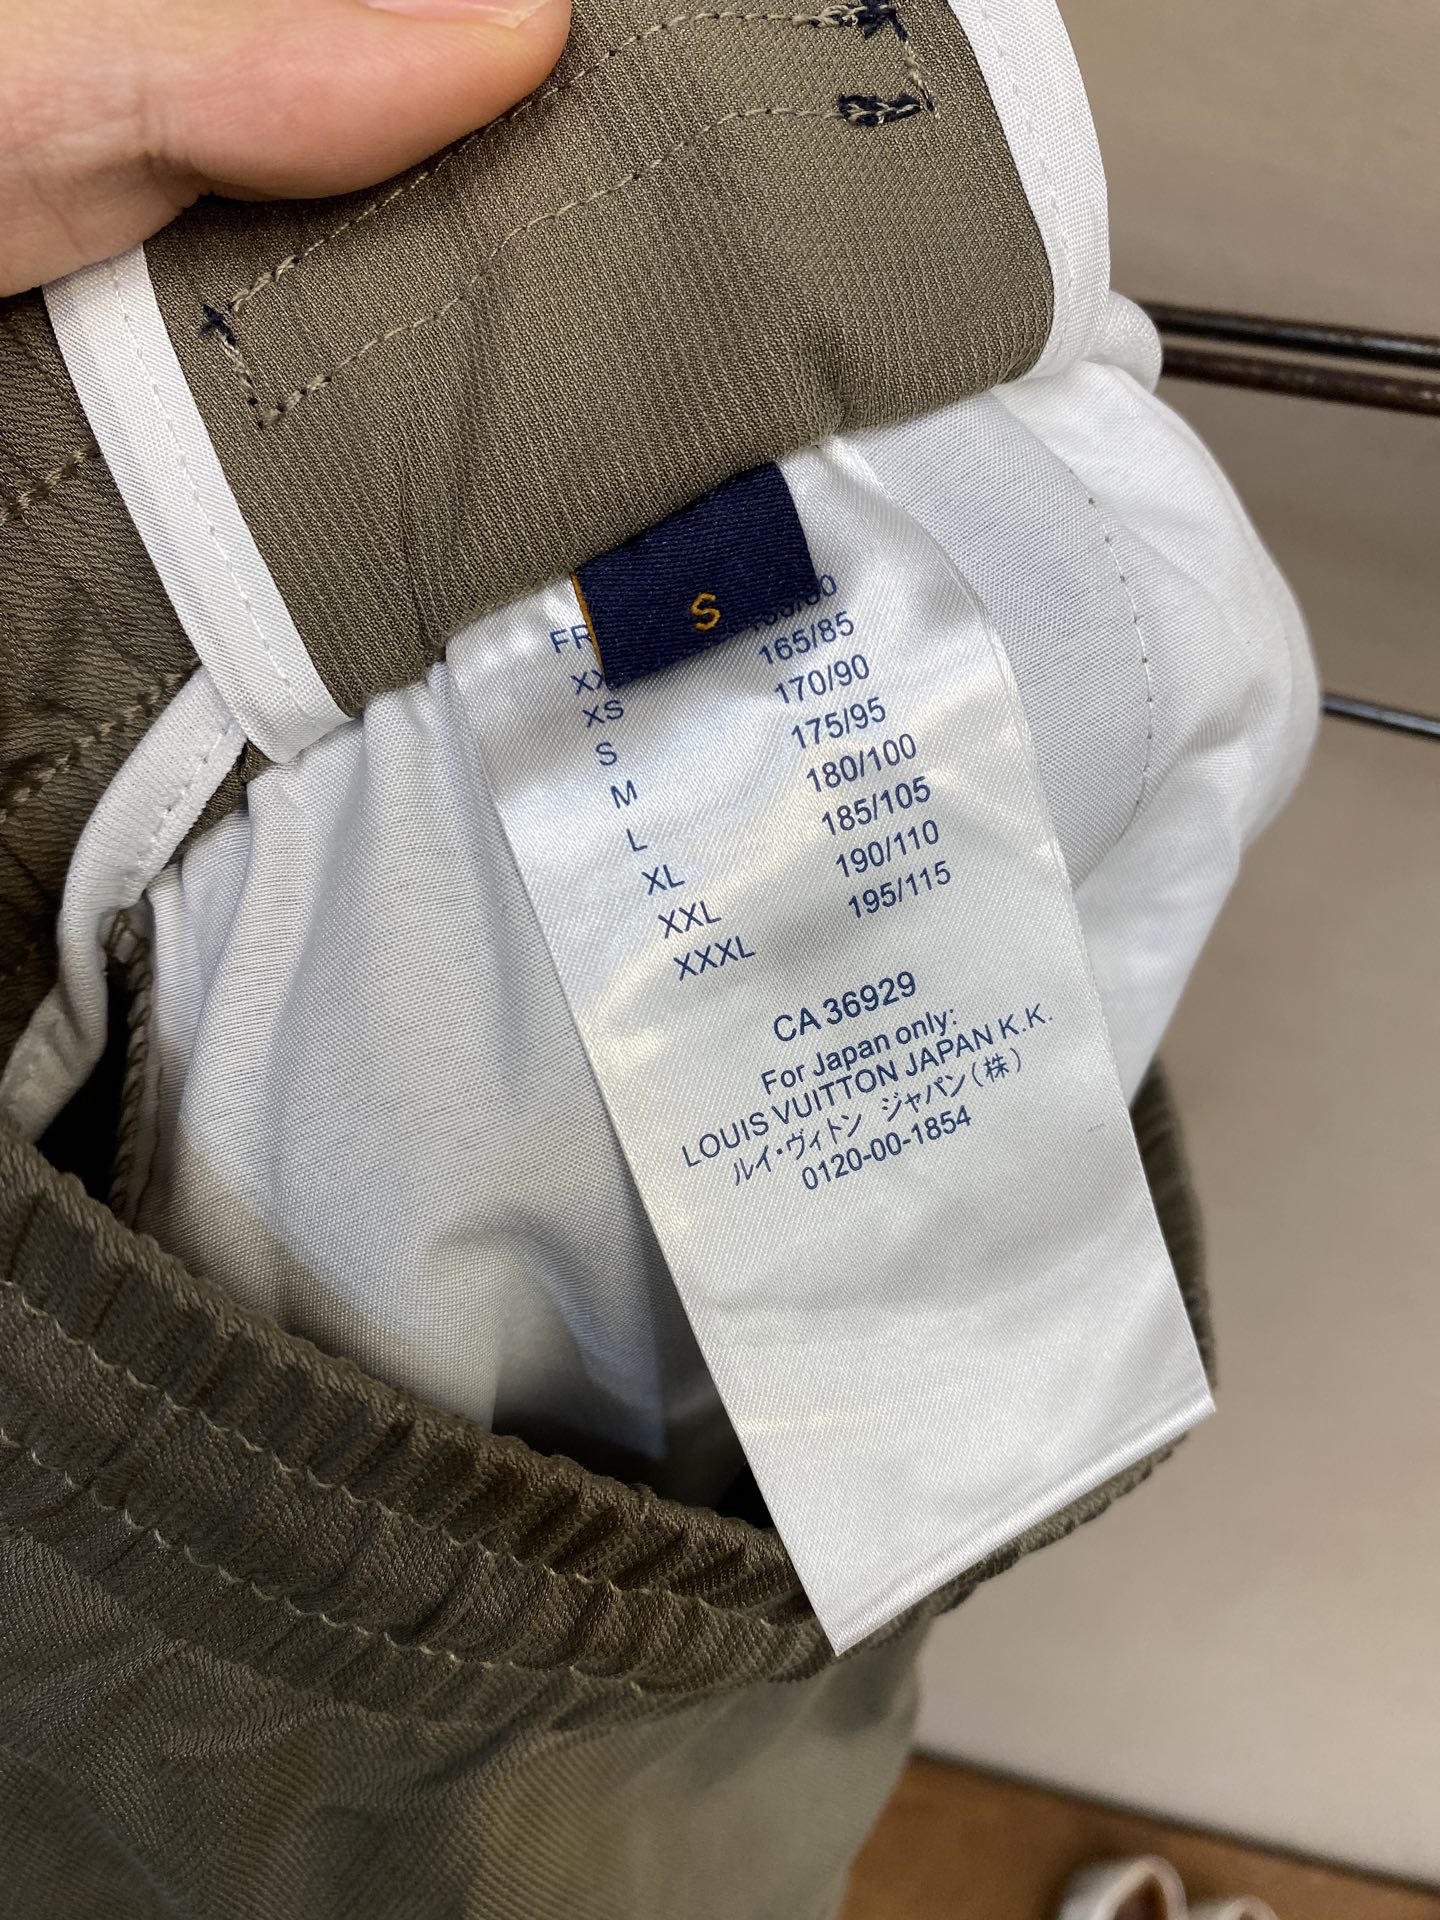 S
FR
XS 165/85
S 170/90
M 175/95
L 180/100
XL 185/105
XXL 190/110
XXXL 195/115
CA 36929
For Japan only:
LOUIS VUITTON JAPAN K.K.
ルイ・ヴィトン ジャパン(株)
0120-00-1854